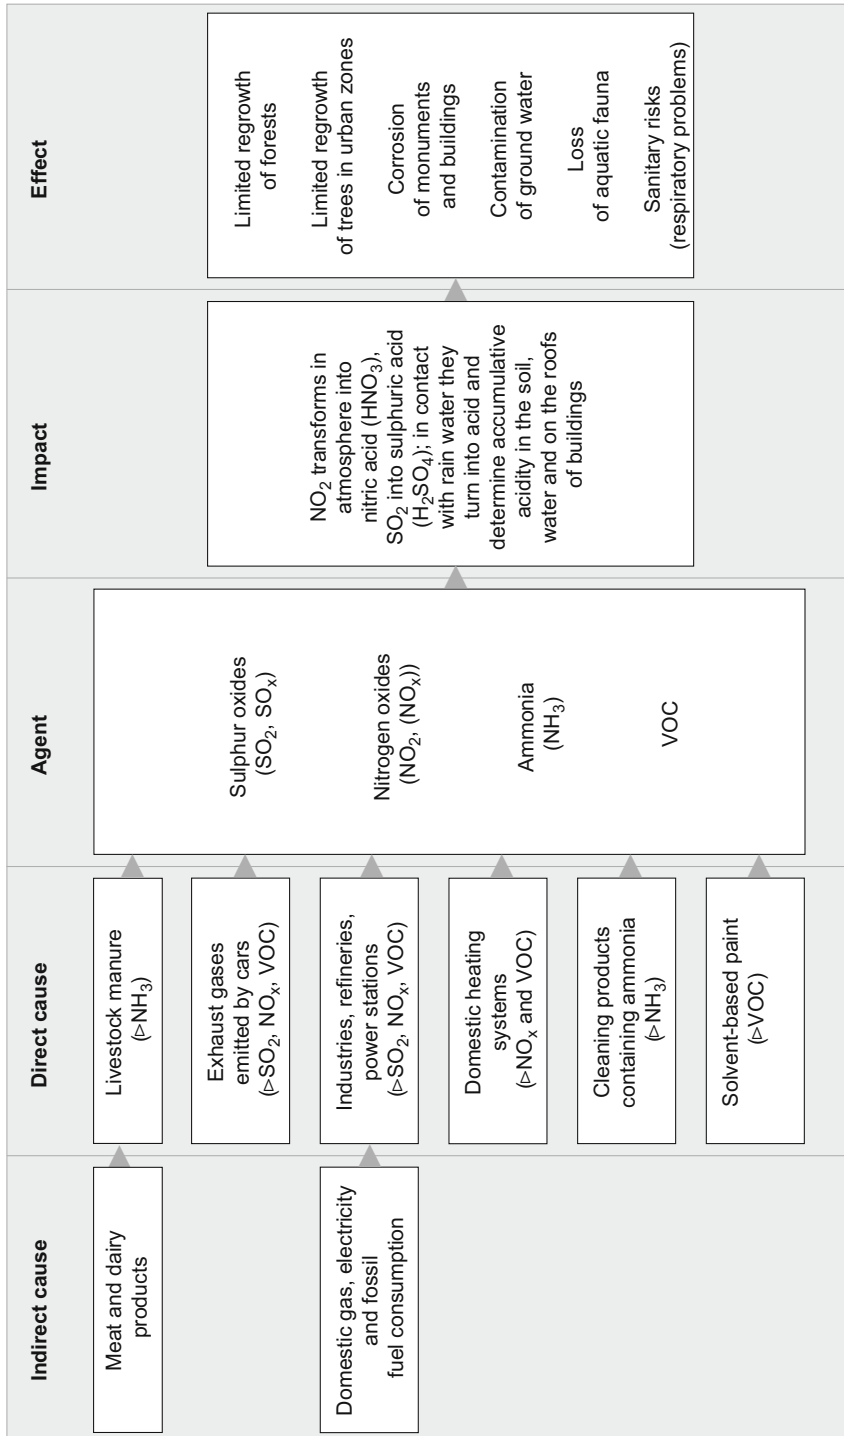 Indirect cause
Meat and dairy
products
Domestic gas, electricity
and fossil
fuel consumption
Direct cause
Livestock manure
(▹NH₃)
Exhaust gases
emitted by cars
(▹SO₂, NOₓ, VOC)
Industries, refineries,
power stations
(▹SO₂, NOₓ, VOC)
Domestic heating
systems
(▹NOₓ and VOC)
Cleaning products
containing ammonia
(▹NH₃)
Solvent-based paint
(▹VOC)
Agent
Sulphur oxides
(SO₂, SOₓ)
Nitrogen oxides
(NO₂, (NOₓ))
Ammonia
(NH₃)
VOC
Impact
NO₂ transforms in
atmosphere into
nitric acid (HNO₃),
SO₂ into sulphuric acid
(H₂SO₄); in contact
with rain water they
turn into acid and
determine accumulative
acidity in the soil,
water and on the roofs
of buildings
Effect
Limited regrowth
of forests
Limited regrowth
of trees in urban zones
Corrosion
of monuments
and buildings
Contamination
of ground water
Loss
of aquatic fauna
Sanitary risks
(respiratory problems)